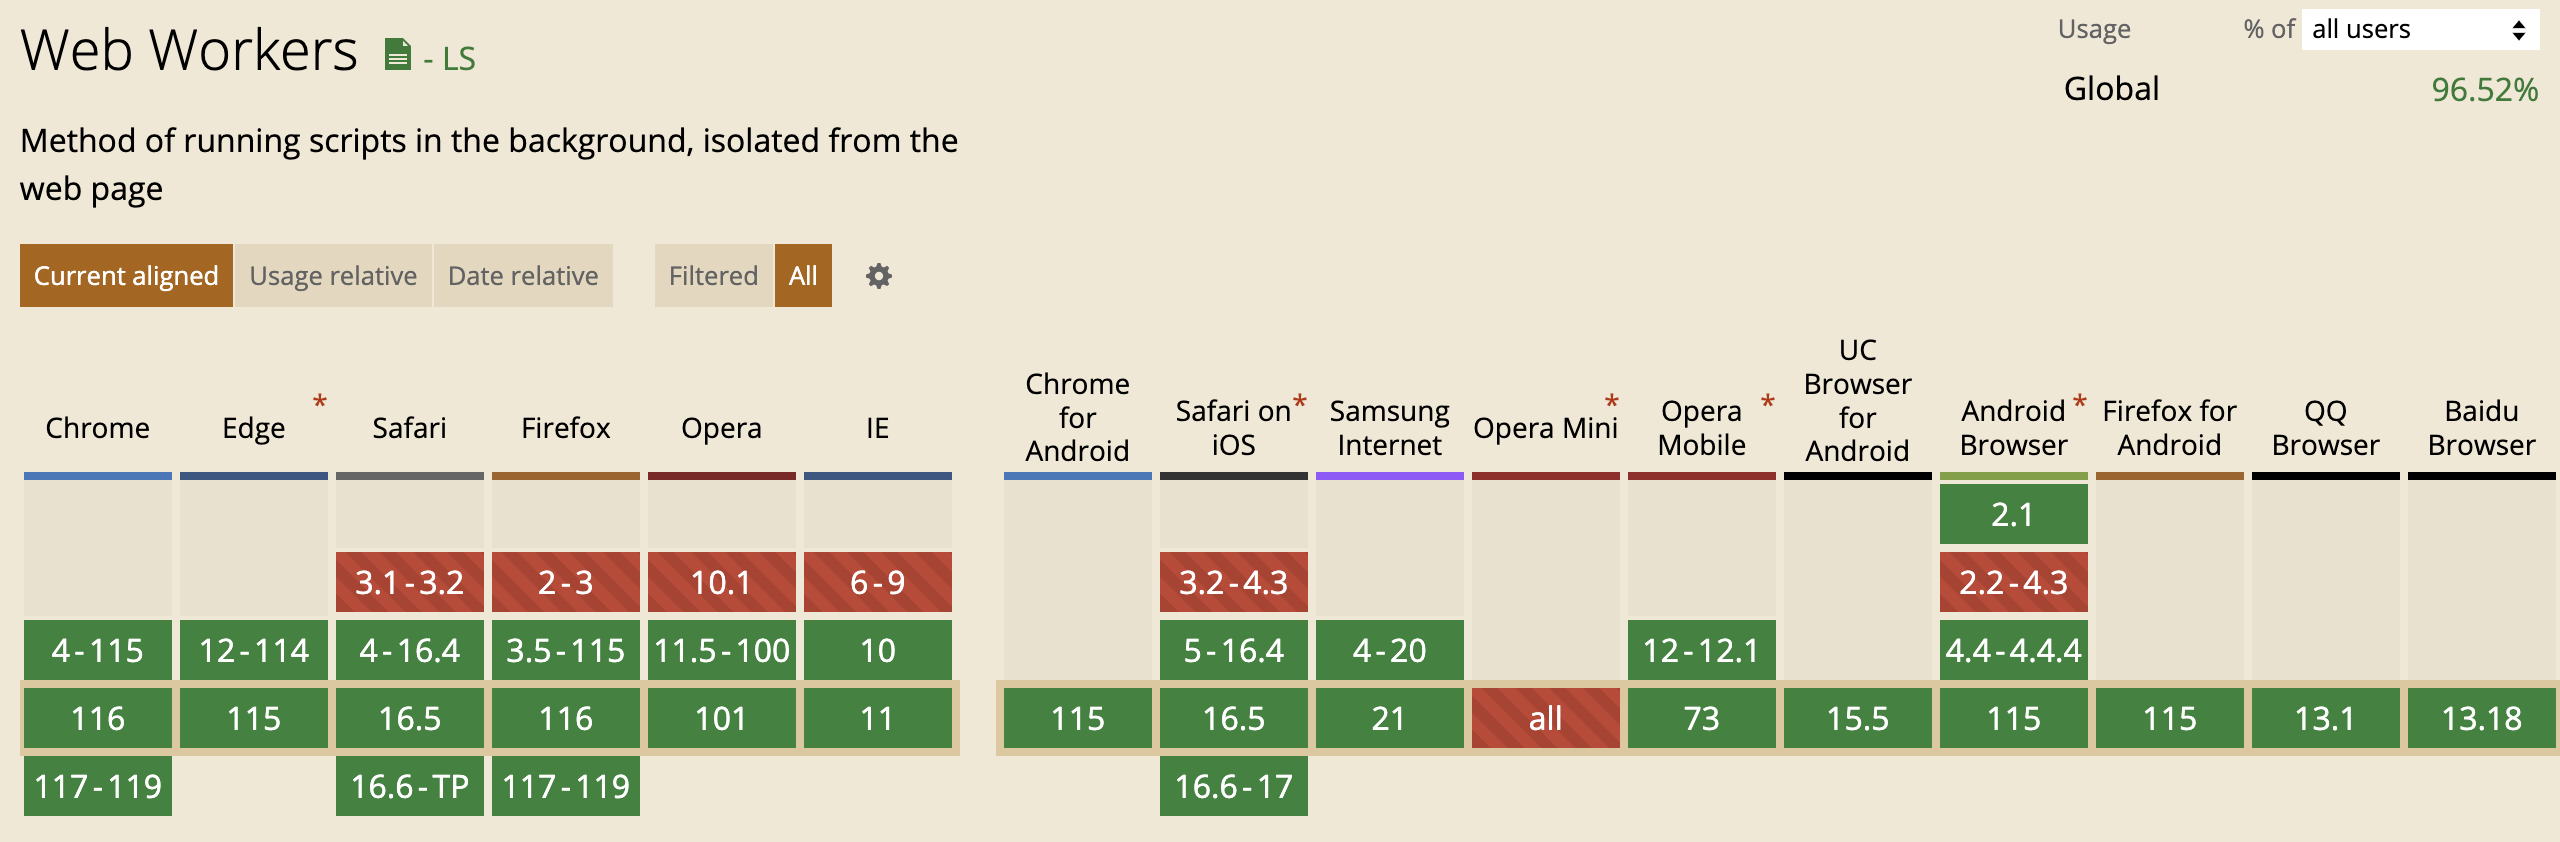 Web Workers - LS
Usage % of all users
Global 96.52%
Method of running scripts in the background, isolated from the
web page
Current aligned Usage relative Date relative Filtered All
Chrome
Edge *
Safari
Firefox
Opera
IE
Chrome
for
Android
Safari on *
iOS
Samsung
Internet
Opera Mini *
Opera *
Mobile
UC
Browser
for
Android
Android *
Browser
Firefox for
Android
QQ
Browser
Baidu
Browser
2.1
3.1-3.2 2-3 10.1 6-9 3.2-4.3 2.2-4.3
4-115 12-114 4-16.4 3.5-115 11.5-100 10 5-16.4 4-20 12-12.1 4.4-4.4.4
116 115 16.5 116 101 11 115 16.5 21 all 73 15.5 115 115 13.1 13.18
117-119 16.6-TP 117-119 16.6-17